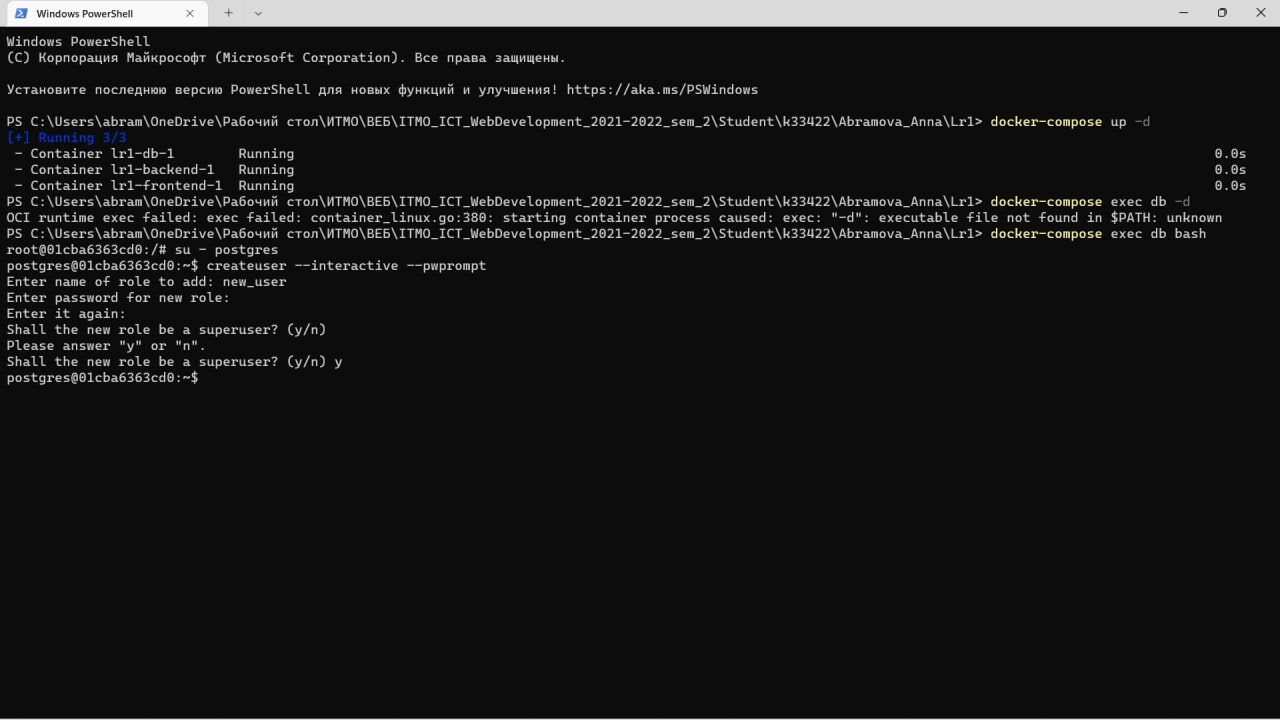 Windows PowerShell
Windows PowerShell
(C) Корпорация Майкрософт (Microsoft Corporation). Все права защищены.
Установите последнюю версию PowerShell для новых функций и улучшения! https://aka.ms/PSWindows
PS C:\Users\abram\OneDrive\Рабочий стол\ИТМО\ВЕБ\ITMO_ICT_WebDevelopment_2021-2022_sem_2\Student\k33422\Abramova_Anna\Lr1> docker-compose up -d
[+] Running 3/3
- Container lr1-db-1 Running 0.0s
- Container lr1-backend-1 Running 0.0s
- Container lr1-frontend-1 Running 0.0s
PS C:\Users\abram\OneDrive\Рабочий стол\ИТМО\ВЕБ\ITMO_ICT_WebDevelopment_2021-2022_sem_2\Student\k33422\Abramova_Anna\Lr1> docker-compose exec db -d
OCI runtime exec failed: exec failed: container_linux.go:380: starting container process caused: exec: "-d": executable file not found in $PATH: unknown
PS C:\Users\abram\OneDrive\Рабочий стол\ИТМО\ВЕБ\ITMO_ICT_WebDevelopment_2021-2022_sem_2\Student\k33422\Abramova_Anna\Lr1> docker-compose exec db bash
root@01cba6363cd0:/# su - postgres
postgres@01cba6363cd0:~$ createuser --interactive --pwprompt
Enter name of role to add: new_user
Enter password for new role:
Enter it again:
Shall the new role be a superuser? (y/n)
Please answer "y" or "n".
Shall the new role be a superuser? (y/n) y
postgres@01cba6363cd0:~$